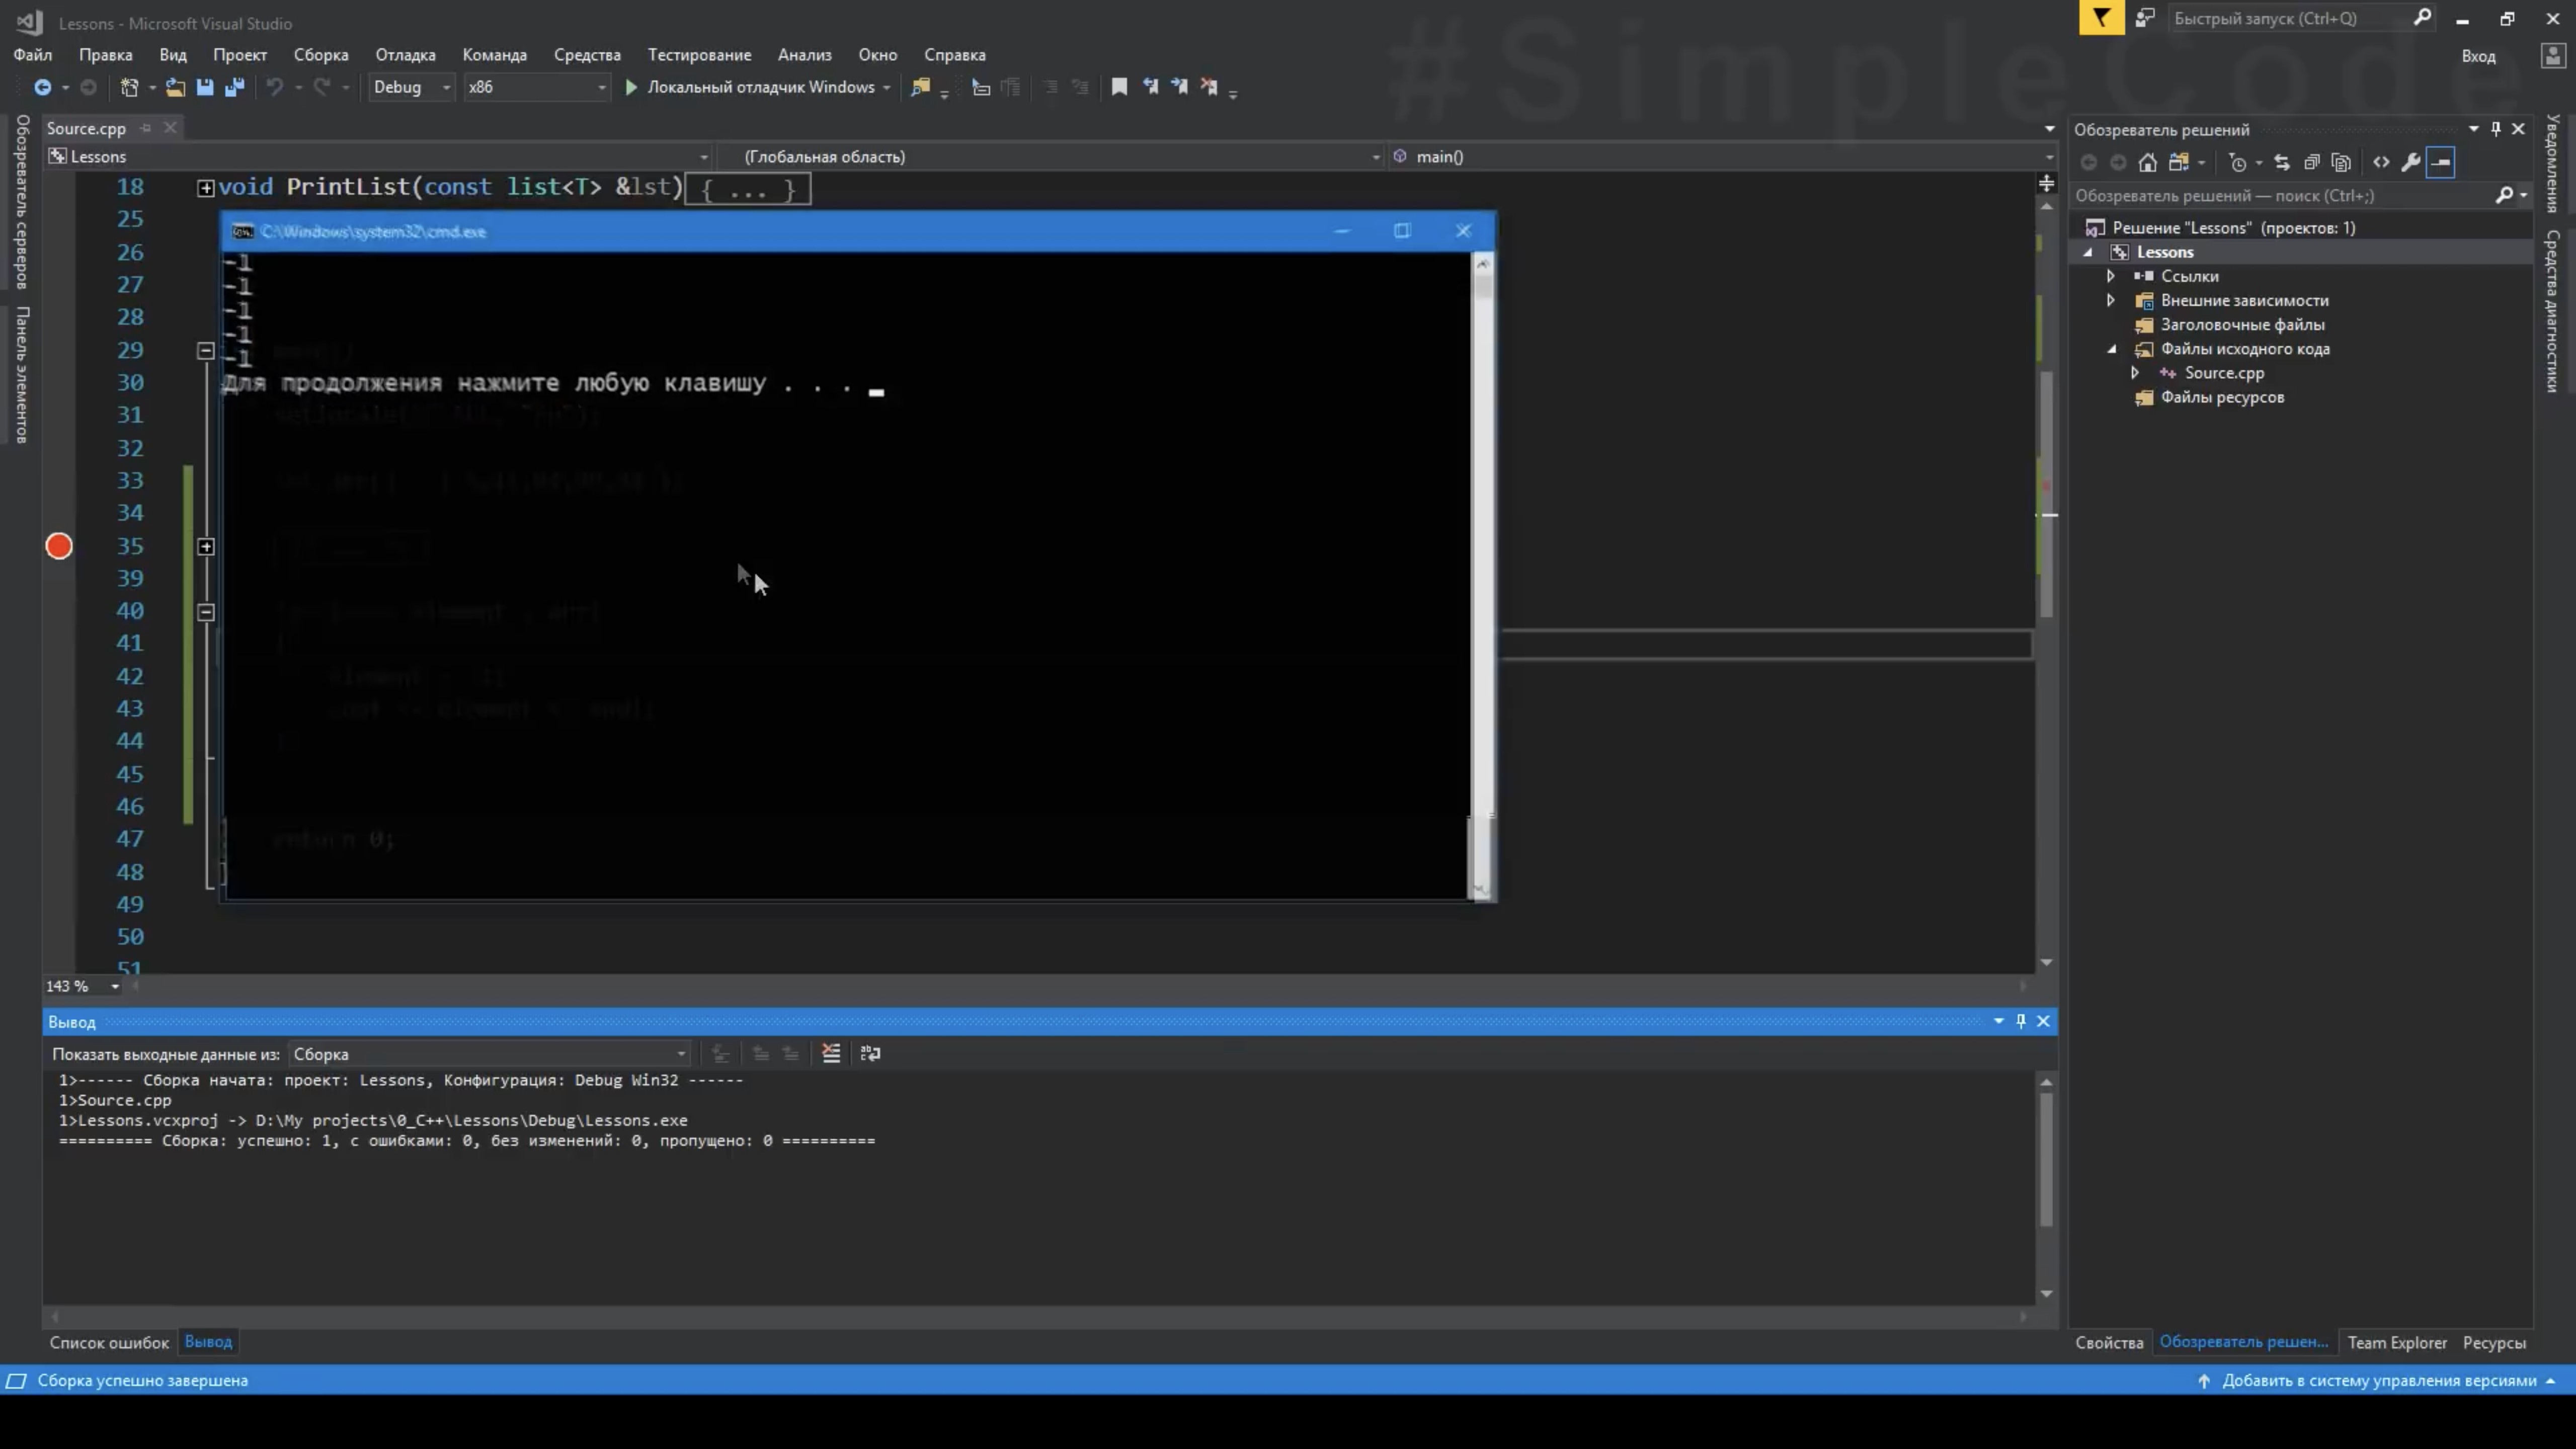 Lessons - Microsoft Visual Studio
Быстрый запуск (Ctrl+Q)
#SimpleCode
Файл Правка Вид Проект Сборка Отладка Команда Средства Тестирование Анализ Окно Справка
Вход
Debug x86 Локальный отладчик Windows
Обозреватель серверов
Панель элементов
Source.cpp
Lessons (Глобальная область) main()
18 void PrintList(const list<T> &lst) { ... }
25
C:\Windows\system32\cmd.exe
26 -1
27 -1
28 -1
-1
29 -1
30 Для продолжения нажмите любую клавишу . . .
31
32
33
34
35
39
40
41
42
43
44
45
46
47 return 0;
48
49
50
51
143 %
Вывод
Показать выходные данные из: Сборка
1>------ Сборка начата: проект: Lessons, Конфигурация: Debug Win32 ------
1>Source.cpp
1>Lessons.vcxproj -> D:\My projects\0_C++\Lessons\Debug\Lessons.exe
========== Сборка: успешно: 1, с ошибками: 0, без изменений: 0, пропущено: 0 ==========
Список ошибок Вывод
Обозреватель решений
Обозреватель решений — поиск (Ctrl+;)
Решение "Lessons" (проектов: 1)
Lessons
Ссылки
Внешние зависимости
Заголовочные файлы
Файлы исходного кода
Source.cpp
Файлы ресурсов
Уведомления
Средства диагностики
Свойства Обозреватель решен... Team Explorer Ресурсы
Сборка успешно завершена
Добавить в систему управления версиями